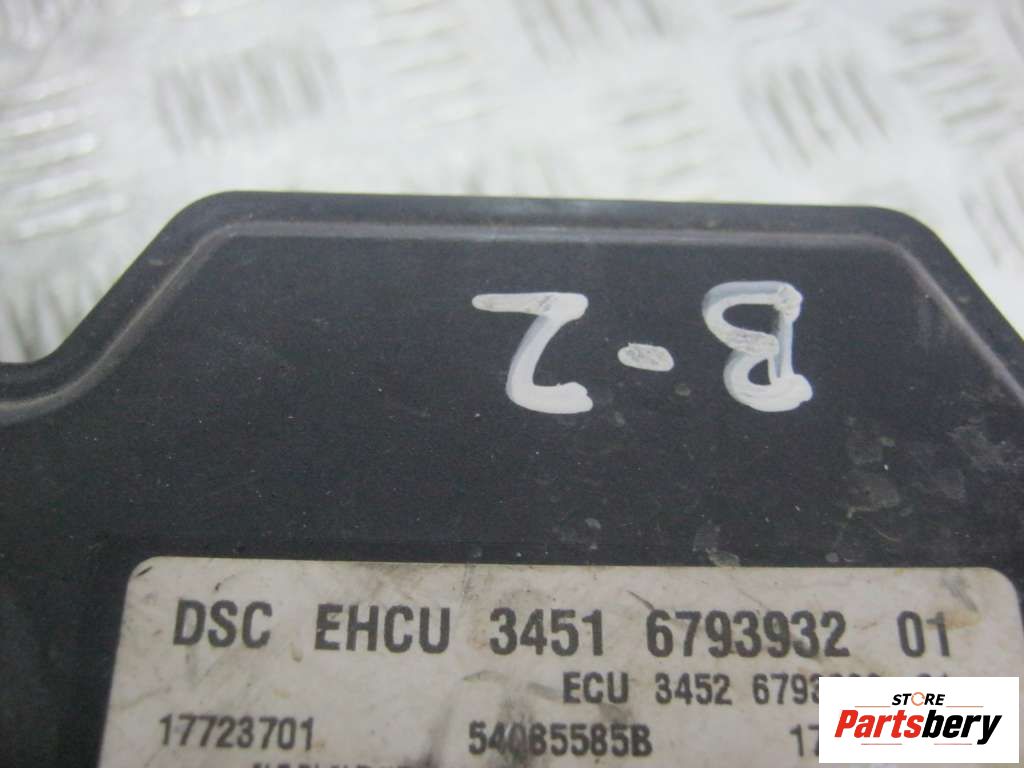 B-2
DSC EHCU 3451 6793932 01
ECU 3452
17723701 54085585B
STORE
Partsbery